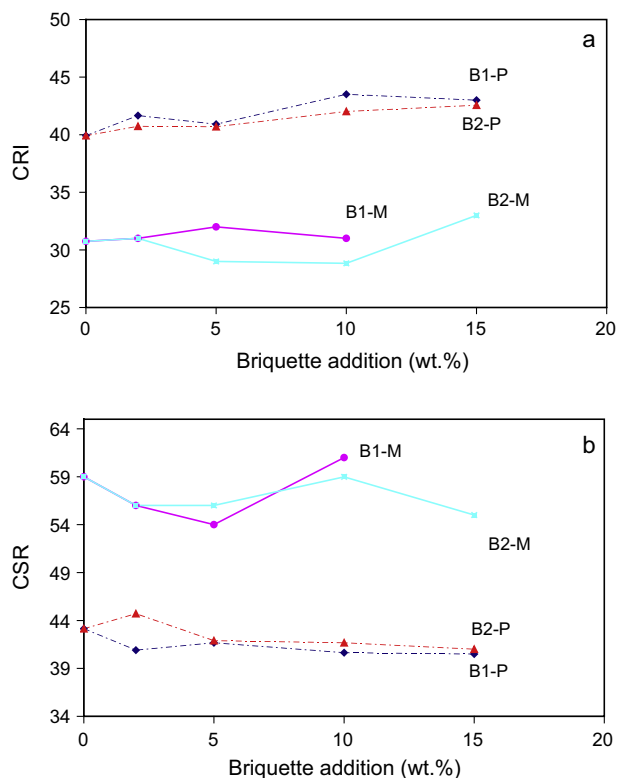 50
a
45
B1-P
40
B2-P
CRI
35
B1-M
B2-M
30
25
0
5
10
15
20
Briquette addition (wt.%)
64
b
B1-M
59
54
B2-M
CSR
49
44
B2-P
39
B1-P
34
0
5
10
15
20
Briquette addition (wt.%)